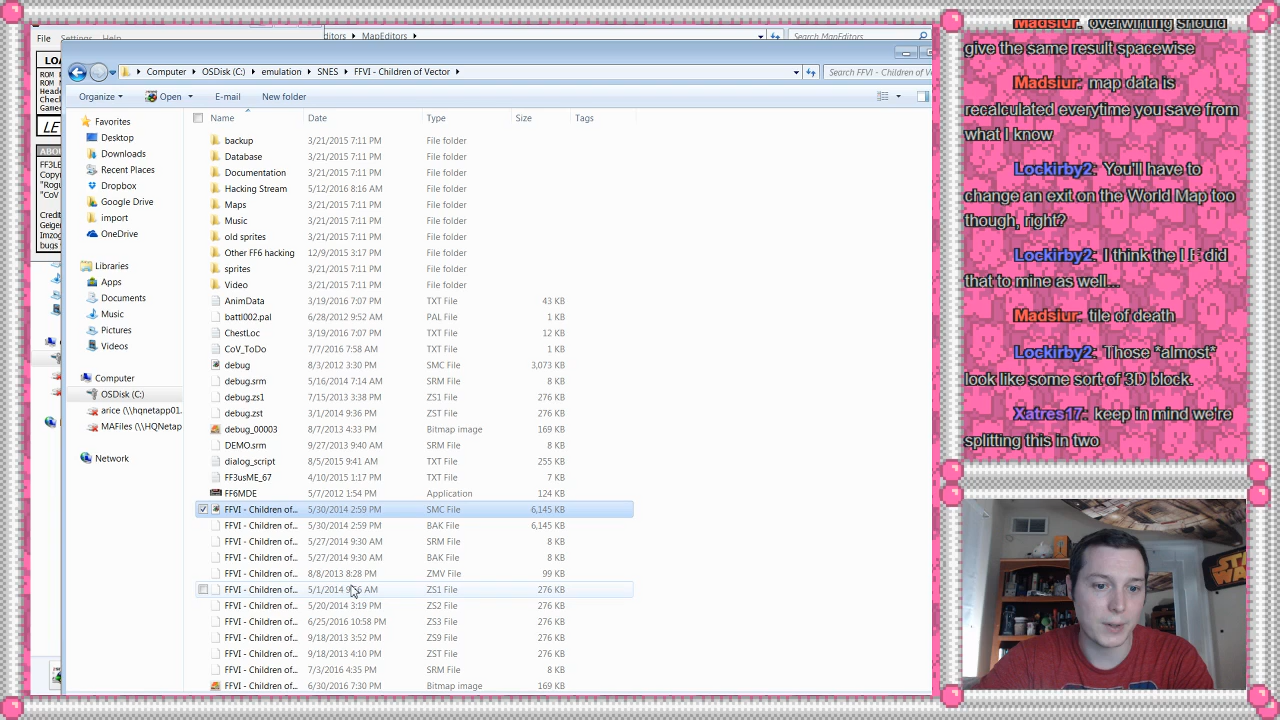 File Settings
itors ▸ MapEditors ▸
Search MapEditors
Computer ▸ OSDisk (C:) ▸ emulation ▸ SNES ▸ FFVI - Children of Vector ▸
Search FFVI - Children of V
Organize Open E-mail New folder
Name Date Type Size Tags
Favorites
Desktop
Downloads
Recent Places
Dropbox
Google Drive
import
OneDrive
Libraries
Apps
Documents
Music
Pictures
Videos
Computer
OSDisk (C:)
arice (\\hqnetapp01.
MAFiles (\\HQNetap
Network
backup 3/21/2015 7:11 PM File folder
Database 3/21/2015 7:11 PM File folder
Documentation 3/21/2015 7:11 PM File folder
Hacking Stream 5/12/2016 8:16 AM File folder
Maps 3/21/2015 7:11 PM File folder
Music 3/21/2015 7:11 PM File folder
old sprites 3/21/2015 7:11 PM File folder
Other FF6 hacking 12/9/2015 3:17 PM File folder
sprites 3/21/2015 7:11 PM File folder
Video 3/21/2015 7:11 PM File folder
AnimData 3/19/2016 7:07 PM TXT File 43 KB
battl002.pal 6/28/2012 9:52 AM PAL File 1 KB
ChestLoc 3/19/2016 7:07 PM TXT File 12 KB
CoV_ToDo 7/7/2016 7:58 AM TXT File 1 KB
debug 8/3/2012 3:30 PM SMC File 3,073 KB
debug.srm 5/16/2014 7:14 AM SRM File 8 KB
debug.zs1 7/15/2013 3:38 PM ZS1 File 276 KB
debug.zst 3/1/2014 9:36 PM ZST File 276 KB
debug_00003 8/7/2013 4:23 PM Bitmap image 169 KB
DEMO.srm 9/27/2013 9:40 AM SRM File 8 KB
dialog_script 8/5/2015 9:41 AM TXT File 255 KB
FF3usME_67 4/10/2015 1:17 PM TXT File 7 KB
FF6MDE 5/7/2012 1:54 PM Application 124 KB
FFVI - Children of... 5/30/2014 2:59 PM SMC File 6,145 KB
FFVI - Children of... 5/30/2014 2:59 PM BAK File 6,145 KB
FFVI - Children of... 5/27/2014 9:30 AM SRM File 8 KB
FFVI - Children of... 5/27/2014 9:30 AM BAK File 8 KB
FFVI - Children of... 8/8/2013 8:28 PM ZMV File 99 KB
FFVI - Children of... 5/1/2014 AM ZS1 File 276 KB
FFVI - Children of... 5/20/2014 3:19 PM ZS2 File 276 KB
FFVI - Children of... 6/25/2016 10:58 PM ZS3 File 276 KB
FFVI - Children of... 9/18/2013 3:52 PM ZS9 File 276 KB
FFVI - Children of... 9/18/2013 4:10 PM ZST File 276 KB
FFVI - Children of... 7/3/2016 4:35 PM SRM File 8 KB
FFVI - Children of... 6/30/2016 7:30 PM Bitmap image 169 KB
Madsiur: overwriting should
give the same result spacewise
Madsiur: map data is
recalculated everytime you save from
what I know
Lockirby2: You'll have to
change an exit on the World Map too
though, right?
Lockirby2: I think the LE did
that to mine as well...
Madsiur: tile of death
Lockirby2: Those *almost*
look like some sort of 3D block.
Xatres17: keep in mind we're
splitting this in two
STAR
WARS